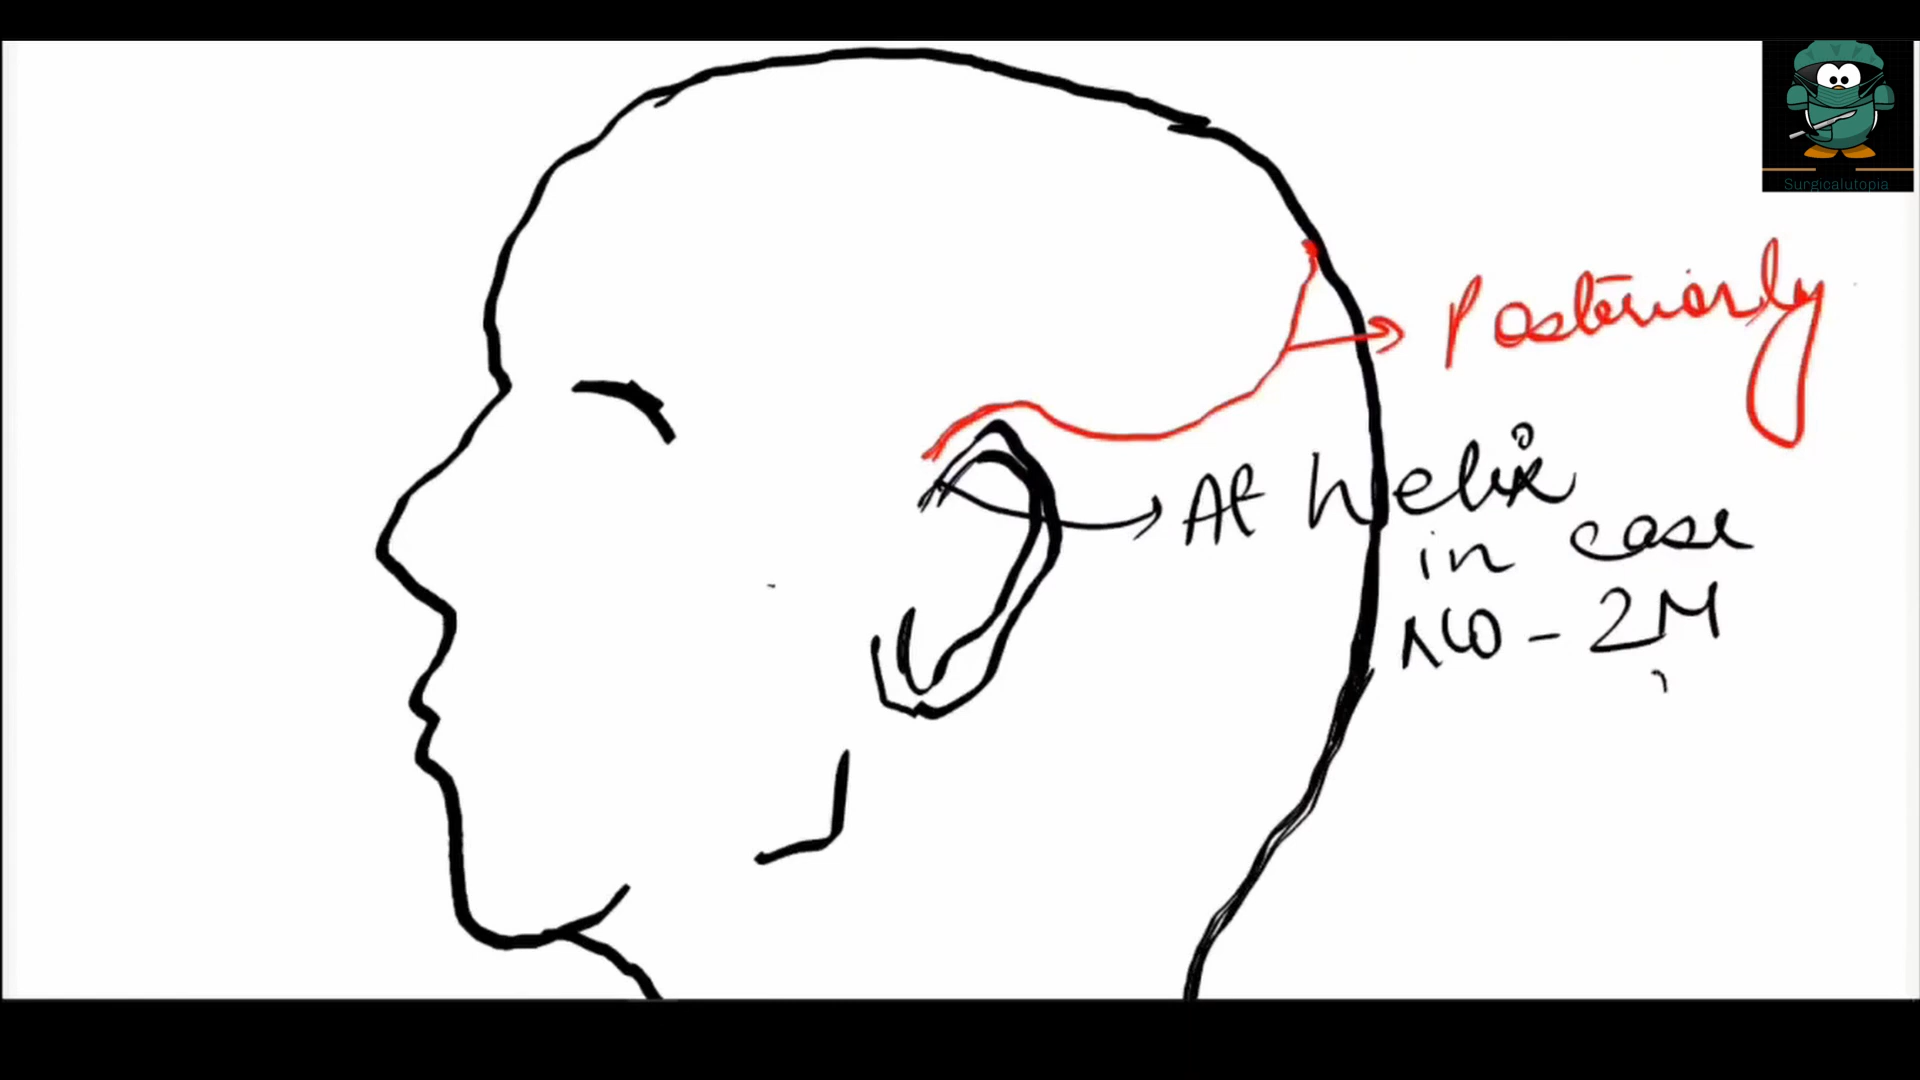 Surgicalutopia
Posteriorly
At helix
in case
NO - 2M